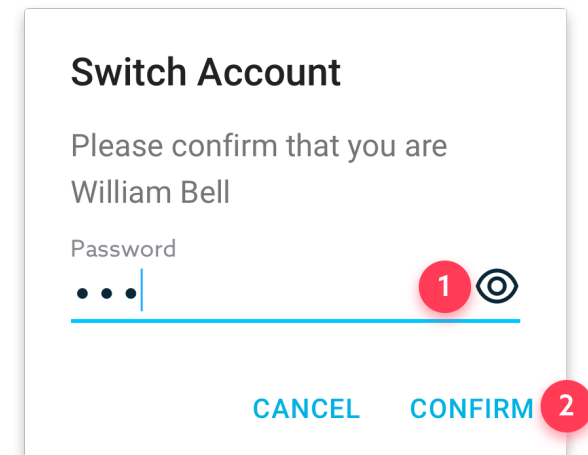 Switch Account
Please confirm that you are
William Bell
Password
•••
1
CANCEL CONFIRM 2